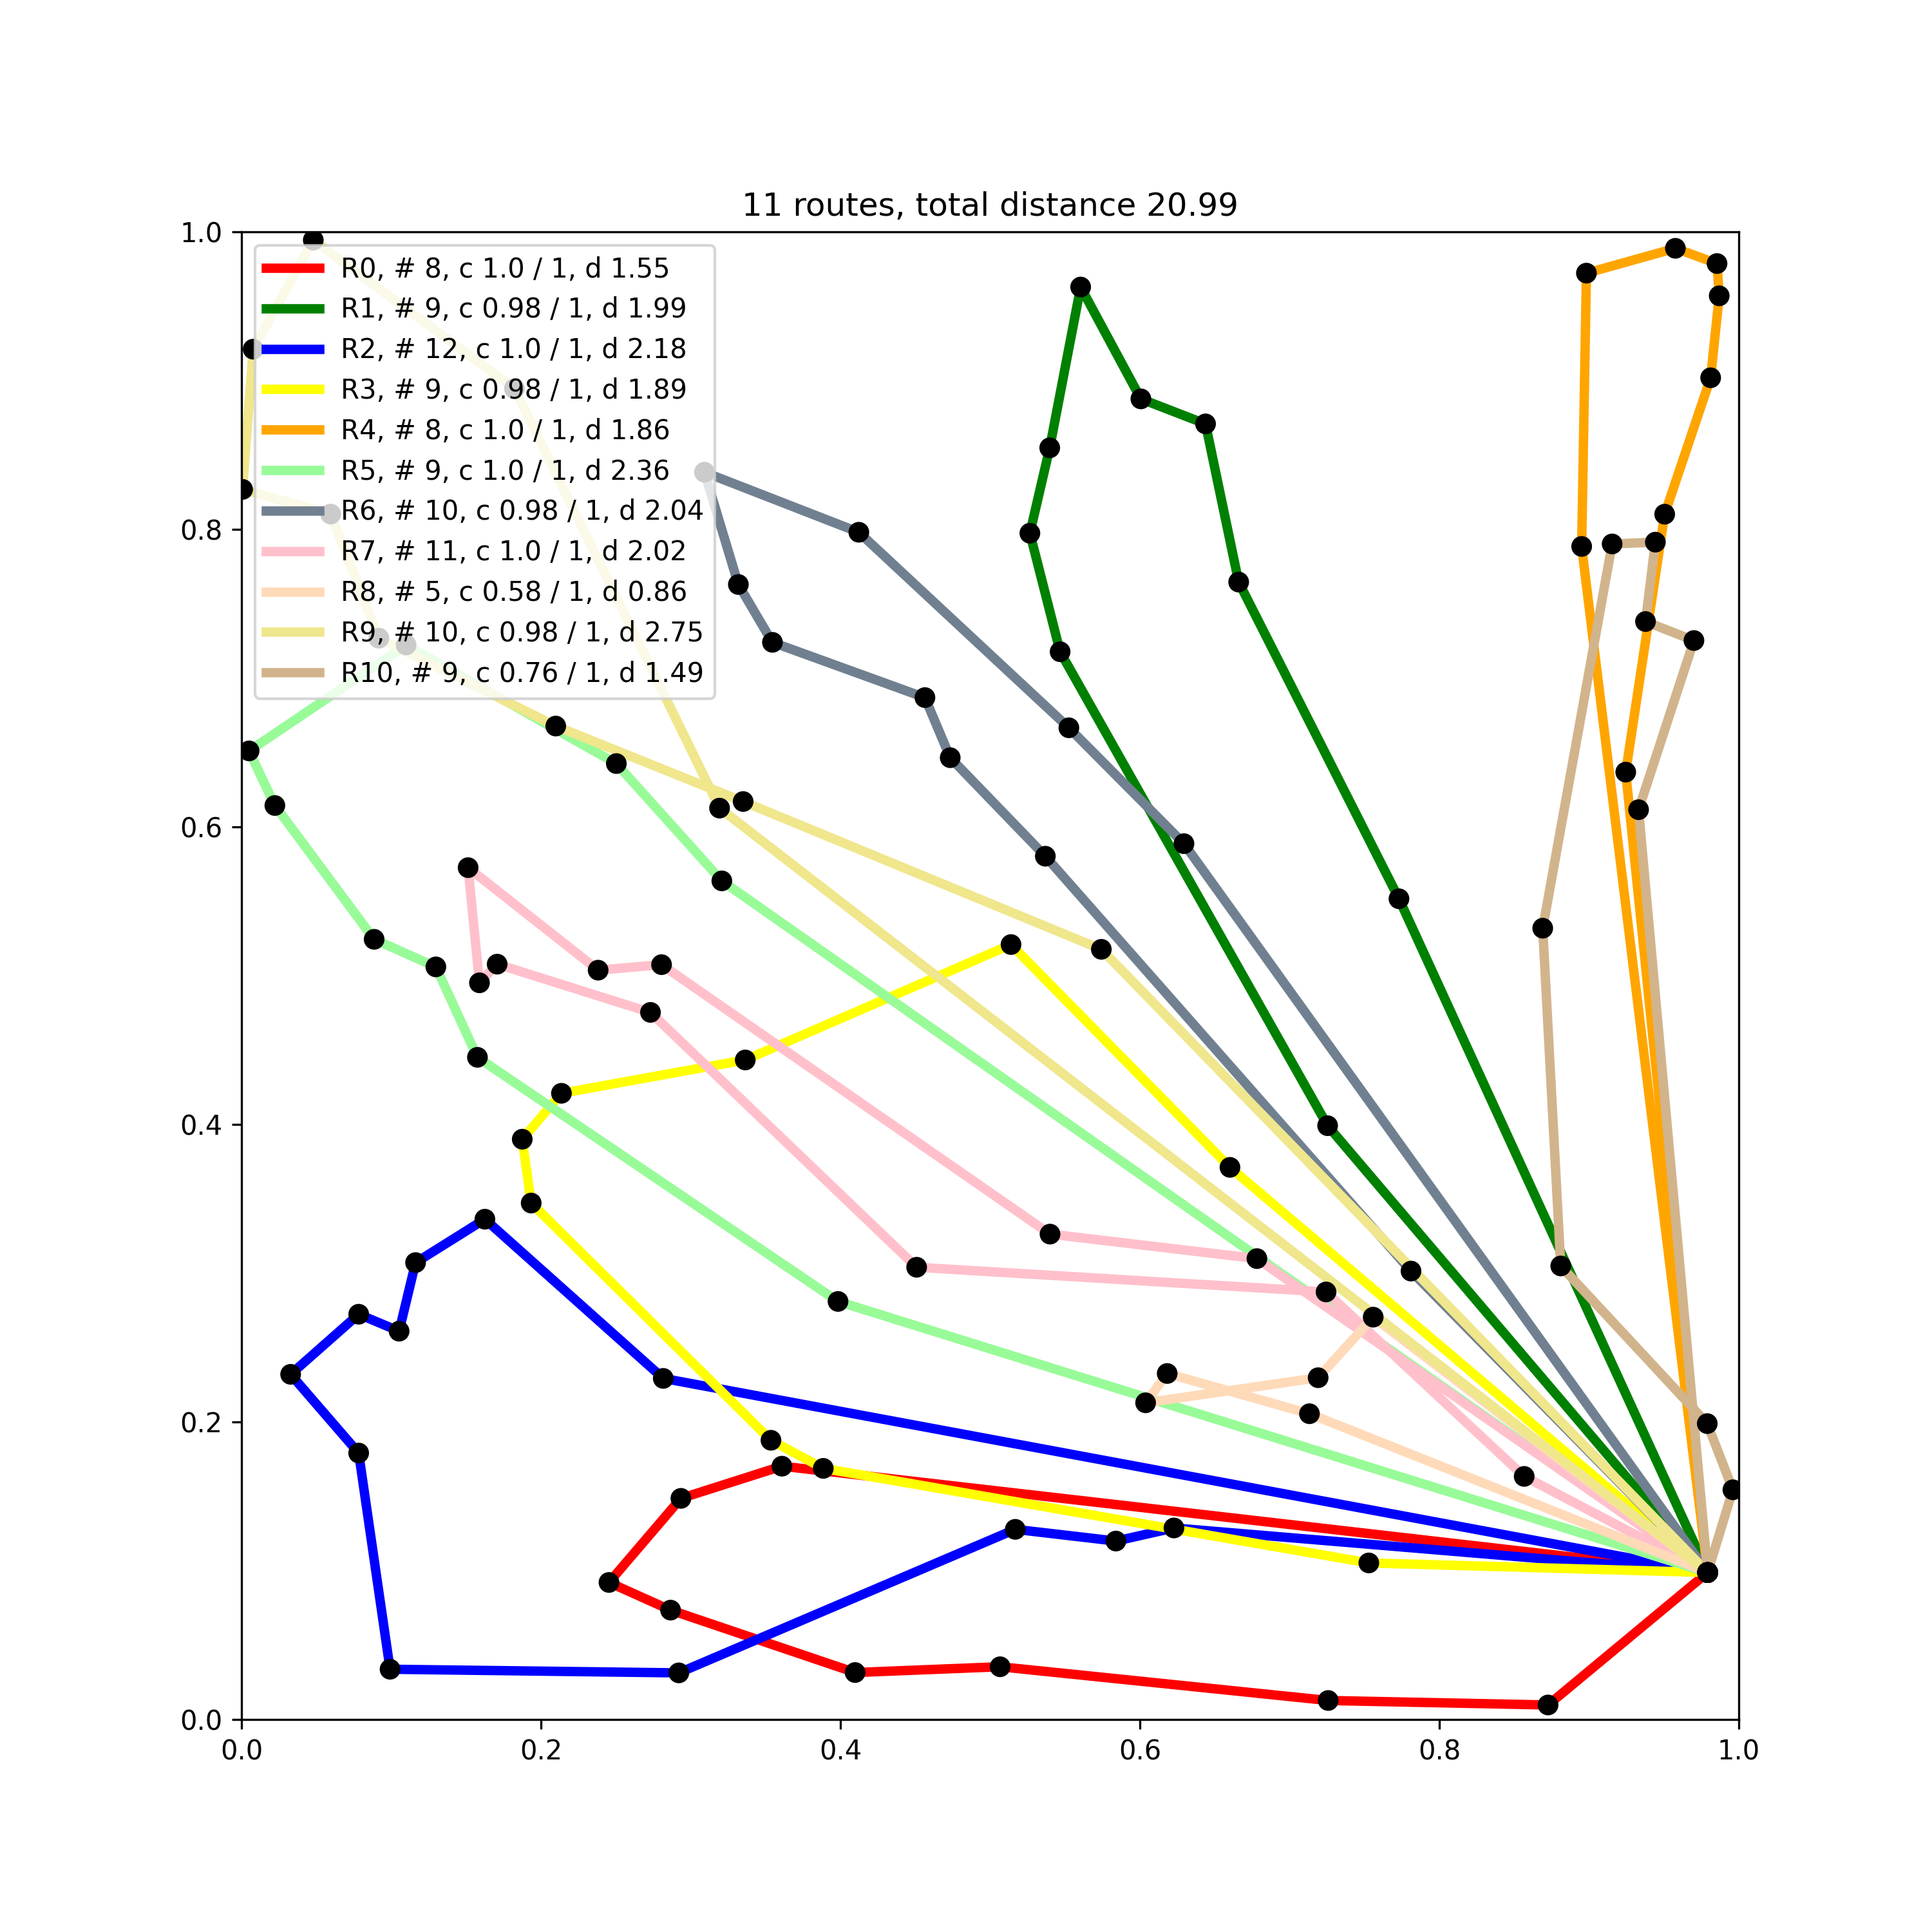 11 routes, total distance 20.99
1.0
0.8
0.6
0.4
0.2
0.0
R0, # 8, c 1.0 / 1, d 1.55
R1, # 9, c 0.98 / 1, d 1.99
R2, # 12, c 1.0 / 1, d 2.18
R3, # 9, c 0.98 / 1, d 1.89
R4, # 8, c 1.0 / 1, d 1.86
R5, # 9, c 1.0 / 1, d 2.36
R6, # 10, c 0.98 / 1, d 2.04
R7, # 11, c 1.0 / 1, d 2.02
R8, # 5, c 0.58 / 1, d 0.86
R9, # 10, c 0.98 / 1, d 2.75
R10, # 9, c 0.76 / 1, d 1.49
0.0 0.2 0.4 0.6 0.8 1.0